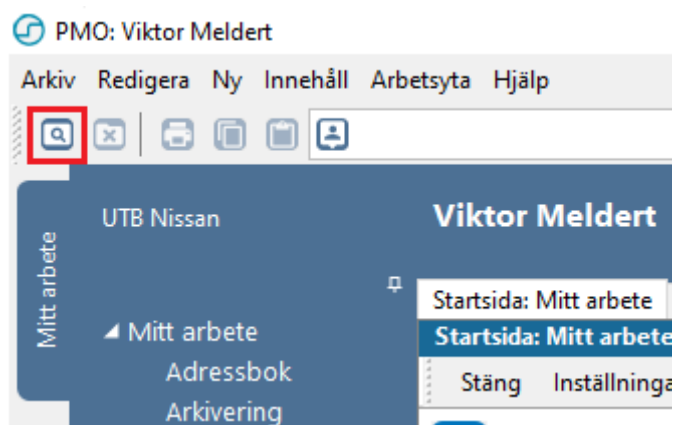 PMO: Viktor Meldert
Arkiv Redigera Ny Innehåll Arbetsyta Hjälp
Mitt arbete
UTB Nissan
Viktor Meldert
Startsida: Mitt arbete
Mitt arbete
Startsida: Mitt arbete
Adressbok
Stäng Inställninga
Arkivering